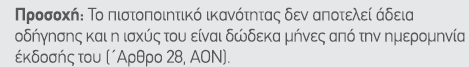 Προσοχή: Το πιστοποιητικό ικανότητας δεν αποτελεί άδεια
οδήγησης και η ισχύς του είναι δώδεκα μήνες από την ημερομηνία
έκδοσής του (΄Αρθρο 28, ΑΟΝ).